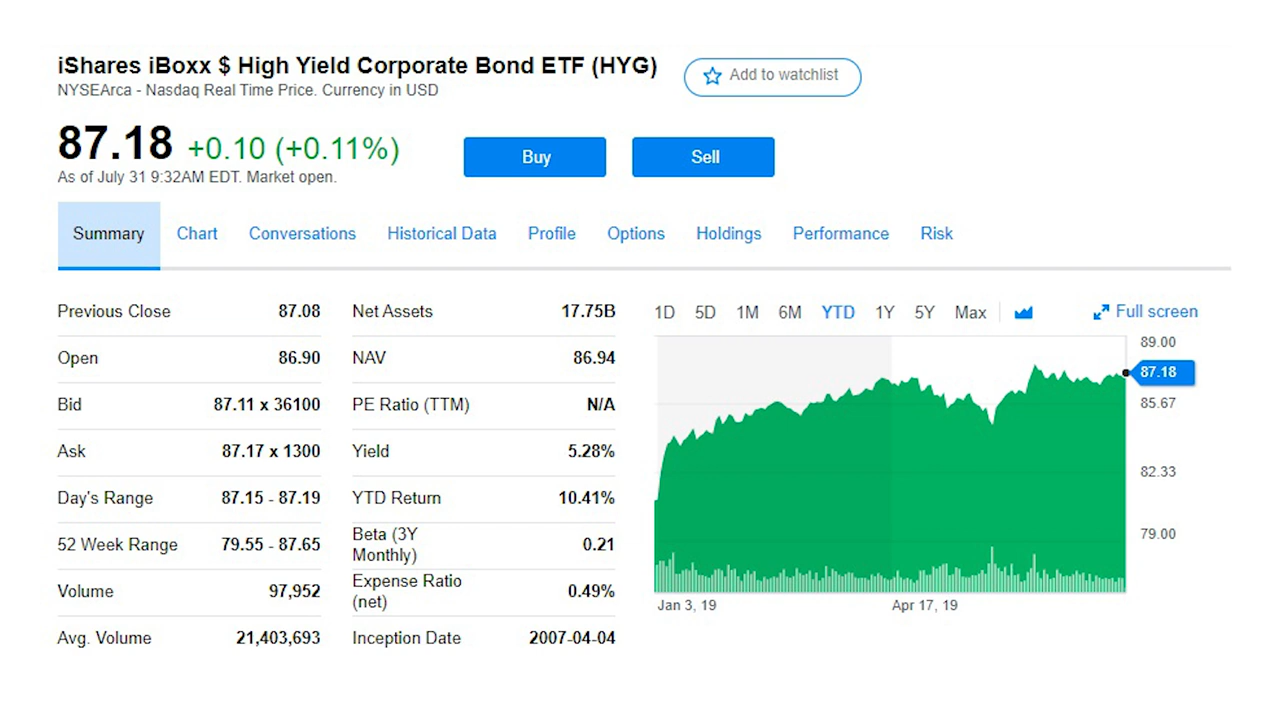 iShares iBoxx $ High Yield Corporate Bond ETF (HYG)
Add to watchlist
NYSEArca - Nasdaq Real Time Price. Currency in USD
87.18 +0.10 (+0.11%)
Buy
Sell
As of July 31 9:32AM EDT. Market open.
Summary Chart Conversations Historical Data Profile Options Holdings Performance Risk
Previous Close 87.08
Open 86.90
Bid 87.11 x 36100
Ask 87.17 x 1300
Day's Range 87.15 - 87.19
52 Week Range 79.55 - 87.65
Volume 97,952
Avg. Volume 21,403,693
Net Assets 17.75B
NAV 86.94
PE Ratio (TTM) N/A
Yield 5.28%
YTD Return 10.41%
Beta (3Y
Monthly) 0.21
Expense Ratio
(net) 0.49%
Inception Date 2007-04-04
1D 5D 1M 6M YTD 1Y 5Y Max Full screen
89.00
87.18
85.67
82.33
79.00
Jan 3, 19 Apr 17, 19